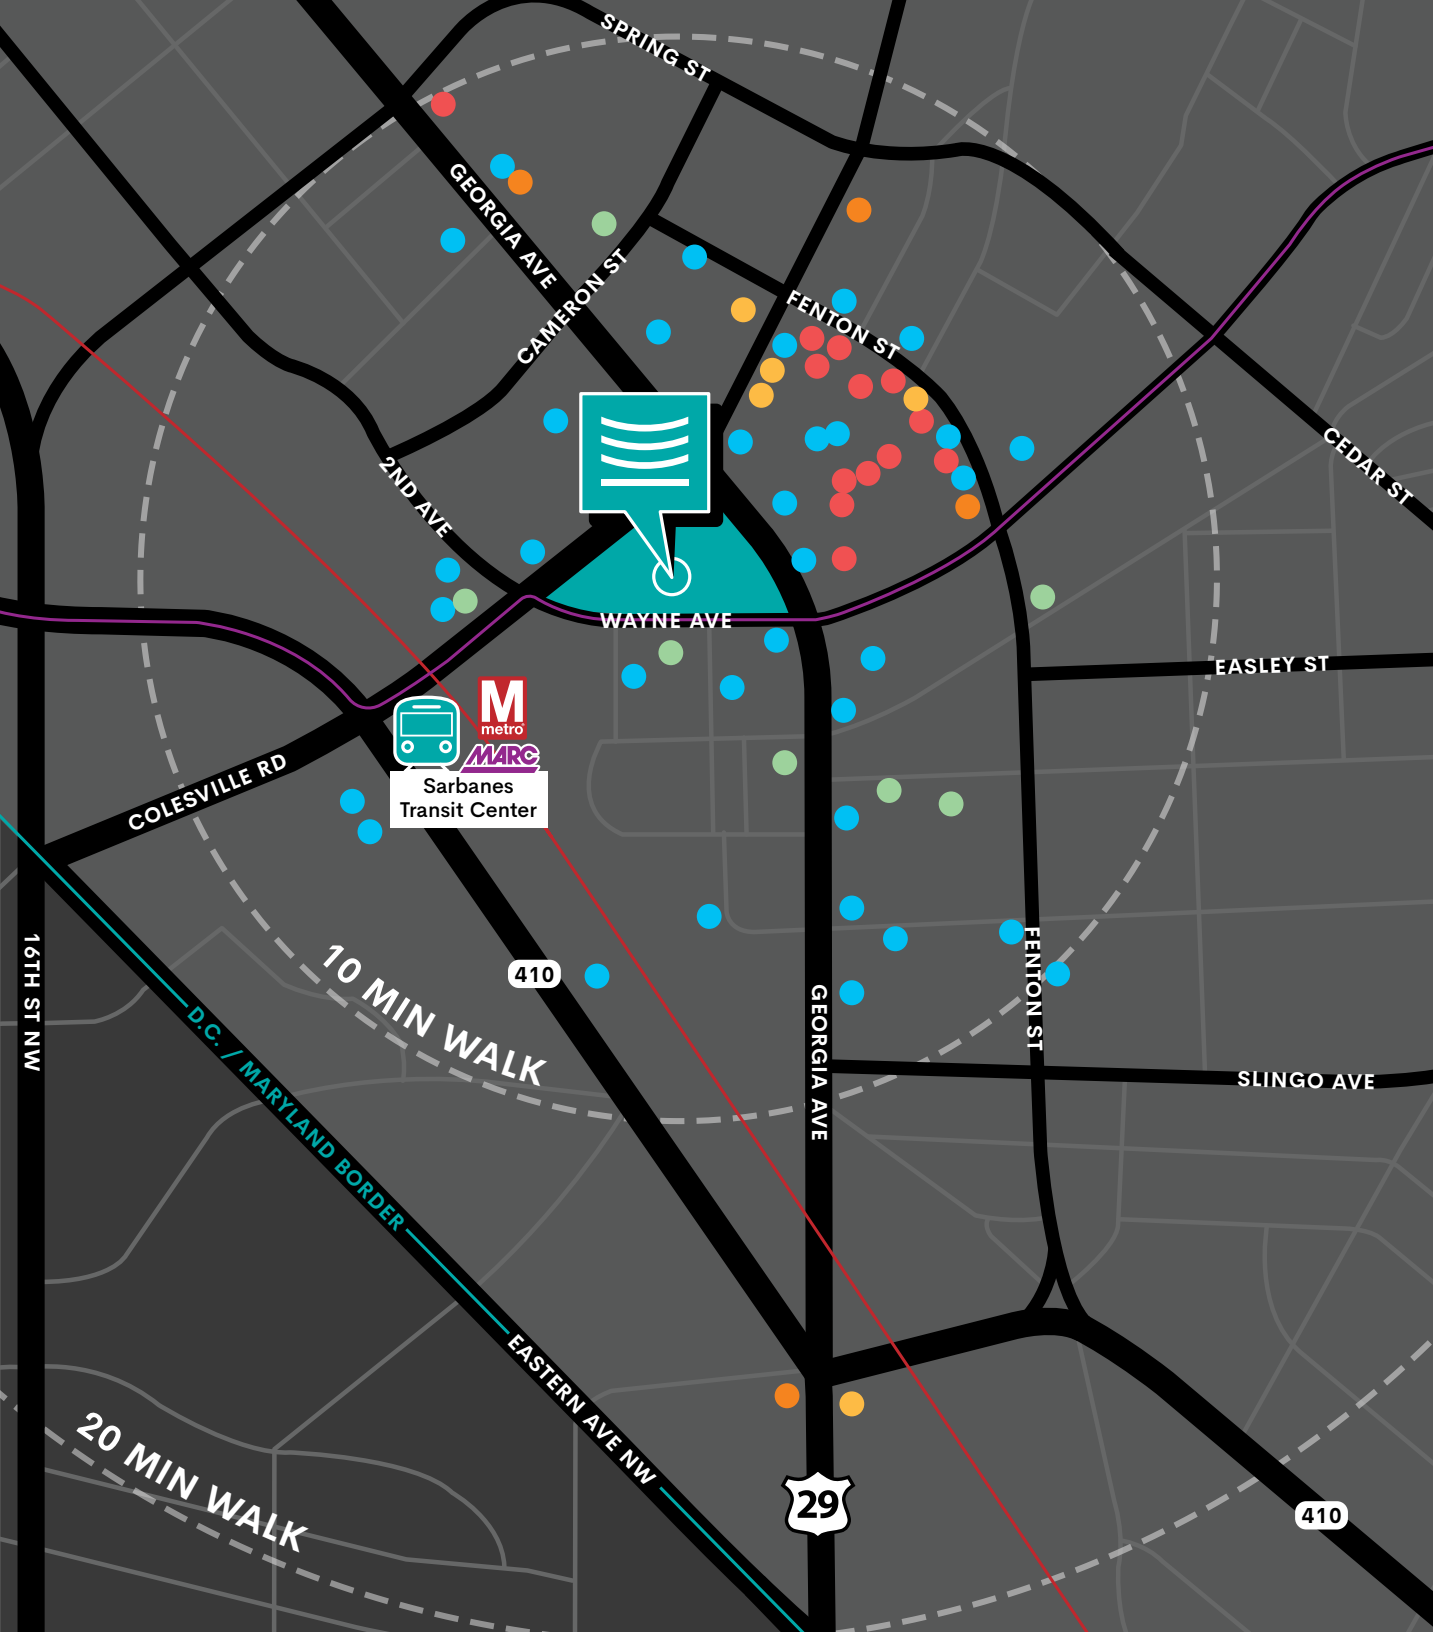 SPRING ST
GEORGIA AVE
CAMERON ST
FENTON ST
2ND AVE
CEDAR ST
WAYNE AVE
EASLEY ST
M
metro
MARC
Sarbanes
Transit Center
COLESVILLE RD
16TH ST NW
10 MIN WALK
410
FENTON ST
GEORGIA AVE
D.C. / MARYLAND BORDER
SLINGO AVE
EASTERN AVE NW
20 MIN WALK
29
410